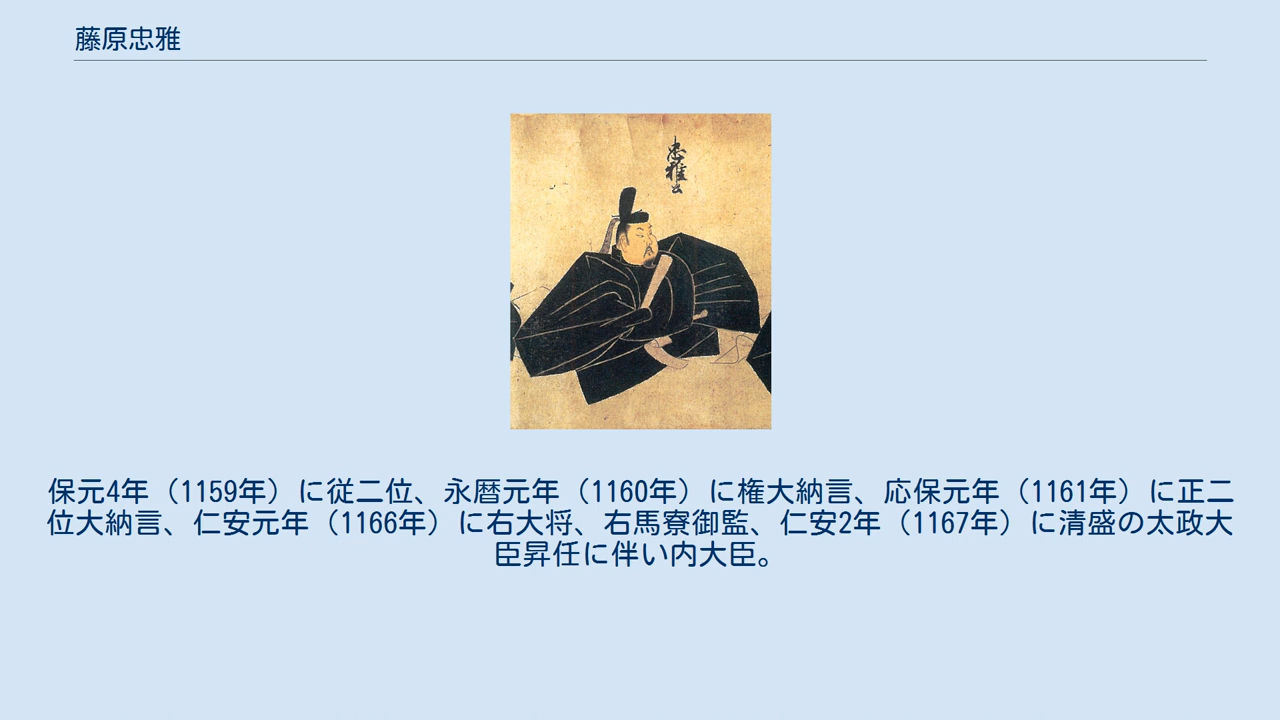 藤原忠雅
忠雅公
保元4年（1159年）に従二位、永暦元年（1160年）に権大納言、応保元年（1161年）に正二
位大納言、仁安元年（1166年）に右大将、右馬寮御監、仁安2年（1167年）に清盛の太政大
臣昇任に伴い内大臣。